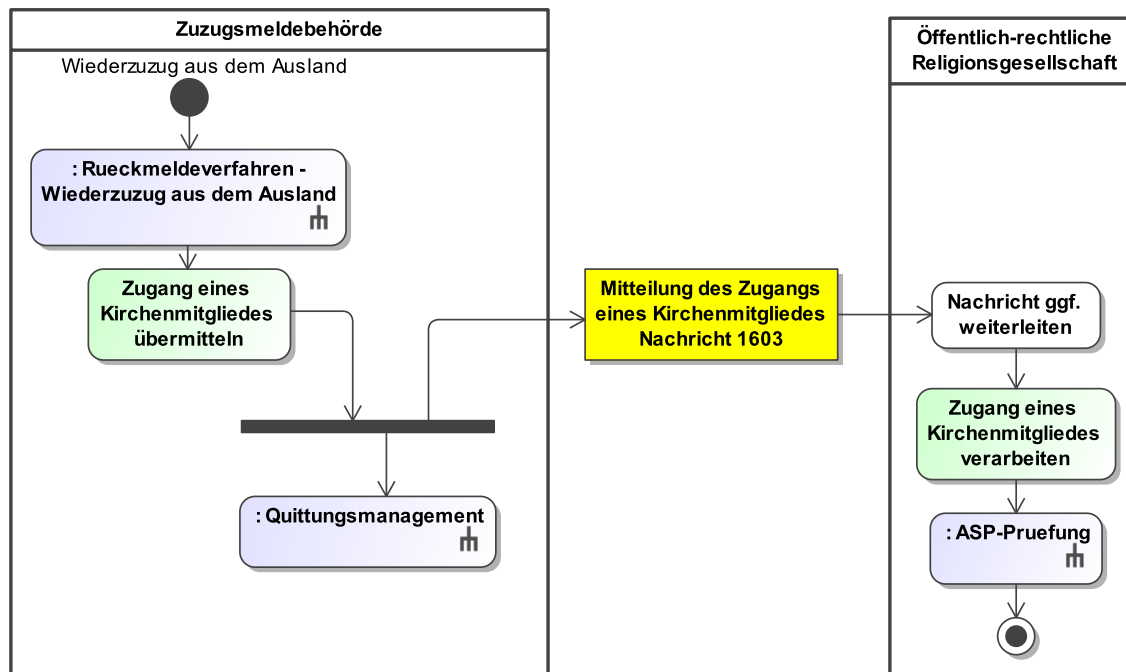 Zuzugsmeldebehörde
Wiederzuzug aus dem Ausland
: Rueckmeldeverfahren -
Wiederzuzug aus dem Ausland
Zugang eines
Kirchenmitgliedes
übermitteln
: Quittungsmanagement
Mitteilung des Zugangs
eines Kirchenmitgliedes
Nachricht 1603
Öffentlich-rechtliche
Religionsgesellschaft
Nachricht ggf.
weiterleiten
Zugang eines
Kirchenmitgliedes
verarbeiten
: ASP-Pruefung